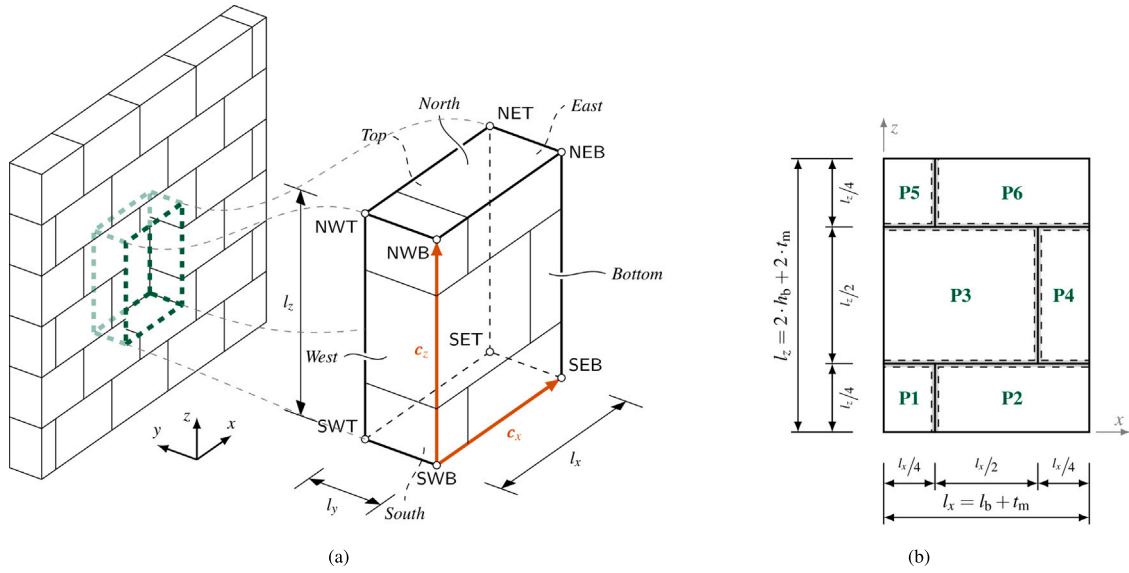 North
NET
East
Top
NEB
NWT
NWB
Bottom
l_z
c_z
West
SET
SEB
SWT
c_x
z
y
x
SWB
l_x
l_y
South
(a)
z
P5
P6
l_z/4
P3
P4
l_z/2
l_z = 2 · h_b + 2 · t_m
P1
P2
l_z/4
x
l_x/4
l_x/2
l_x/4
l_x = l_b + t_m
(b)